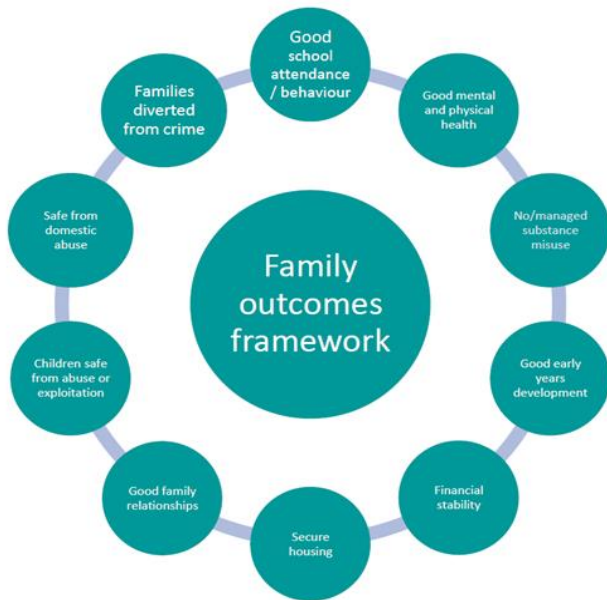 Family
outcomes
framework
Good
school
attendance
/ behaviour
Good mental
and physical
health
No/managed
substance
misuse
Good early
years
development
Financial
stability
Secure
housing
Good family
relationships
Children safe
from abuse or
exploitation
Safe from
domestic
abuse
Families
diverted
from crime